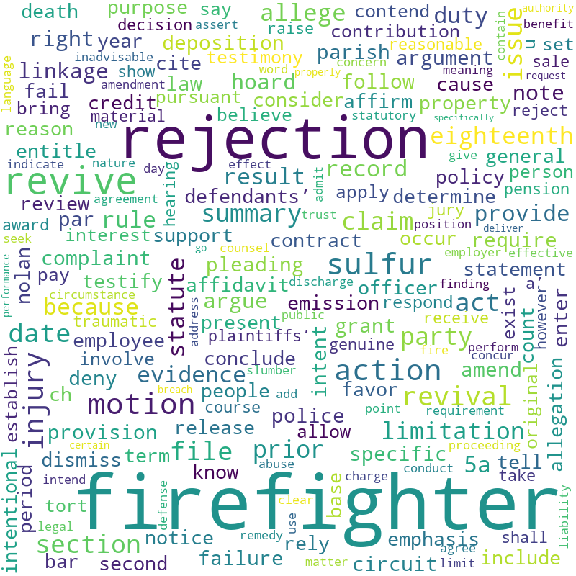 death purpose say allege contend duty issue authority
decision assert raise contribution reasonable contain benefit
right year deposition testimony parish argument n set
inadvisable concern meaning sale
language linkage show cite law hoard follow word properly cause note request
fail amendment pursuant consider affirm statutory property reject
bring credit material believe specifically
reason new rejection eighteenth
entitle nature day effect record give general person
indicate revive agreement hearing result admit policy pension
review defendants’ apply determine jury deliver
award par rule summary trust claim position provide
seek interest support contract occur require employer effective
complaint go counsel finding
performance nolan pay testify pleading sulfur officer statement a,
because statute affidavit discharge act exist however,
circumstance argue emission respond receive enter
date traumatic address present public grant party perform count
employee plaintiffs’ genuine concur
establish injury involve conclude intent fire amend original allegation
deny evidence slumber people action favor revival
ch breach add
motion course police point limitation requirement
provision release allow certain proceeding
period dismiss term file prior specific 5a tell
intentional intend know abuse charge base conduct take
firefighter
tort defense clear liability
legal section notice use rely emphasis shall
remedy agree include
bar second failure matter circuit limit